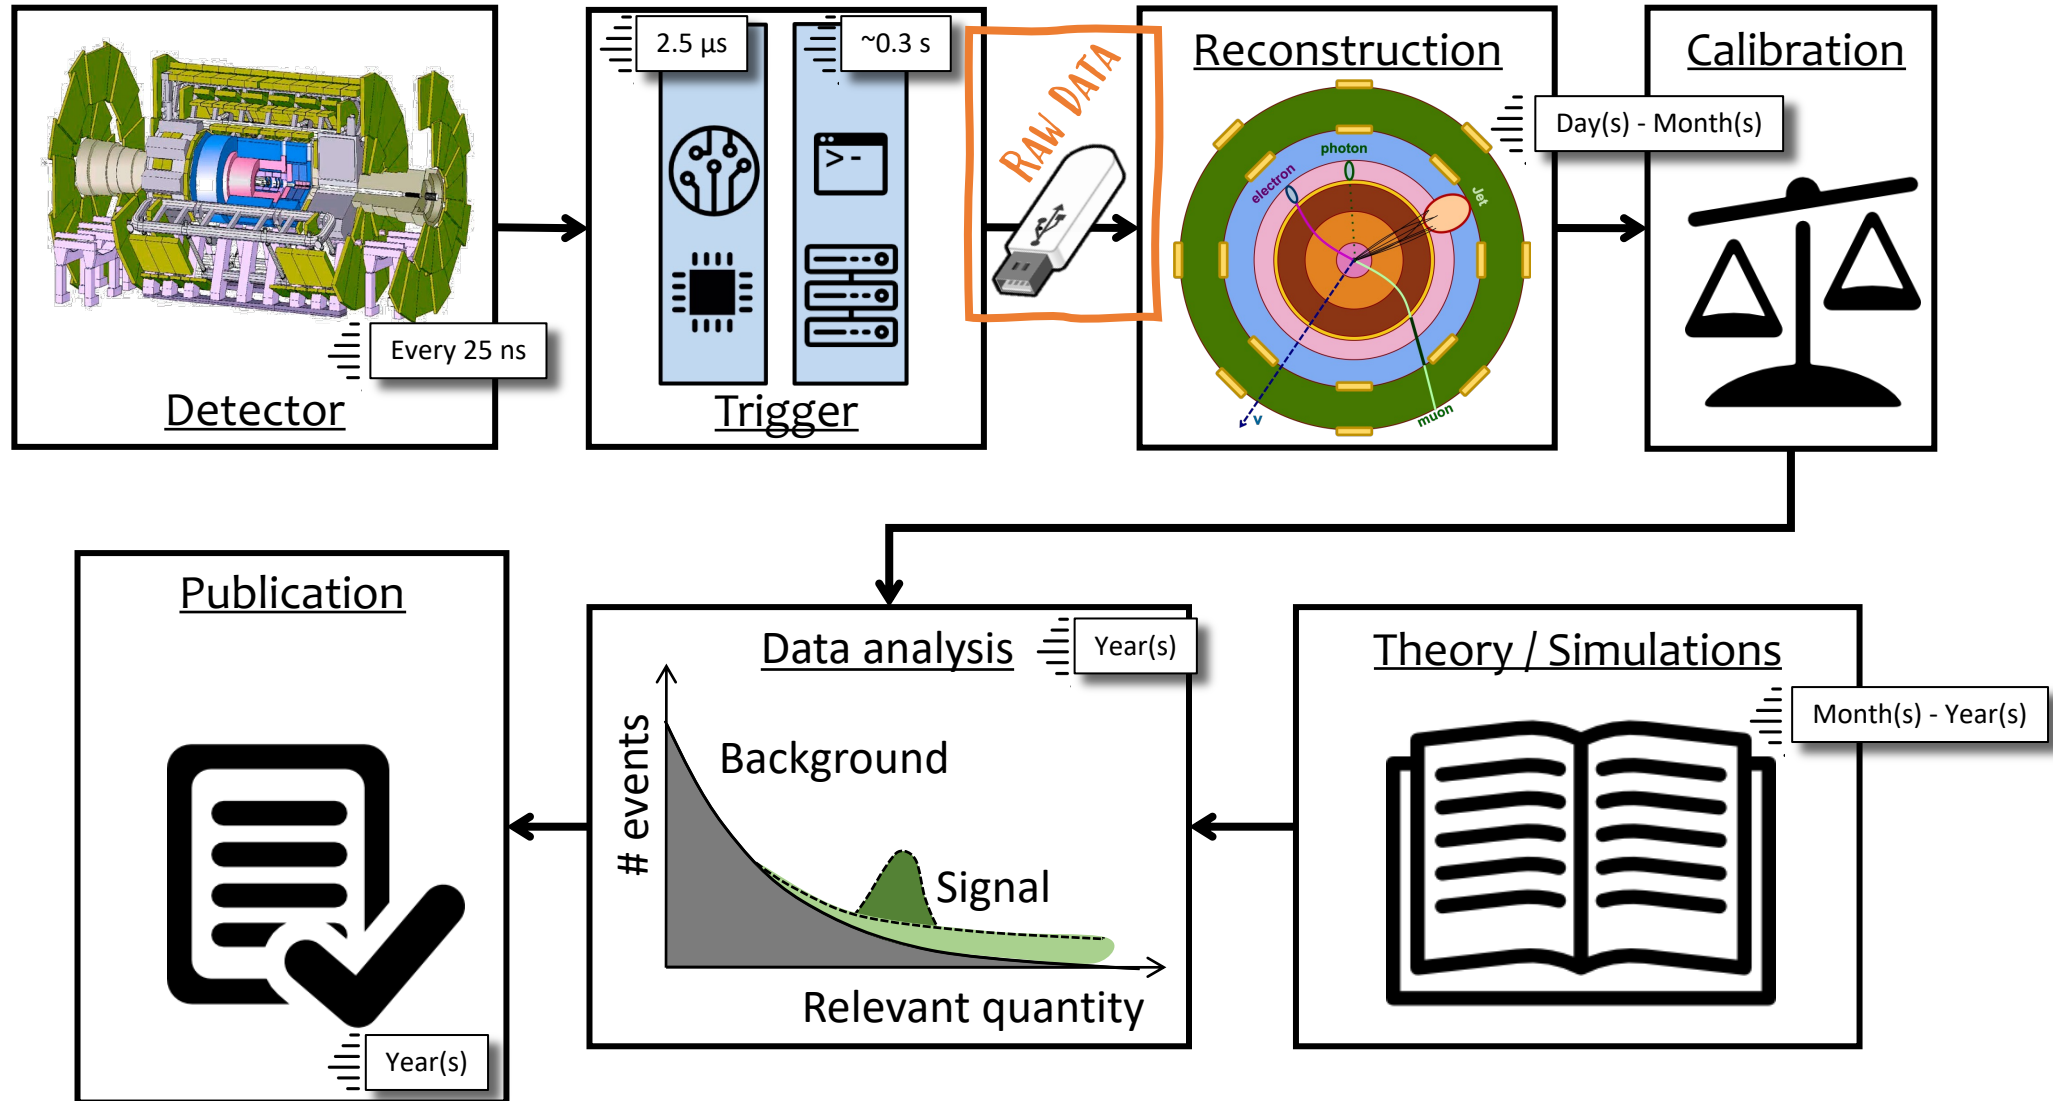 Detector
Every 25 ns
2.5 µs
~0.3 s
>-
Trigger
RAW DATA
Reconstruction
Day(s) - Month(s)
photon
electron
Jet
muon
ν
Calibration
Publication
Year(s)
Data analysis
Year(s)
# events
Background
Signal
Relevant quantity
Theory / Simulations
Month(s) - Year(s)